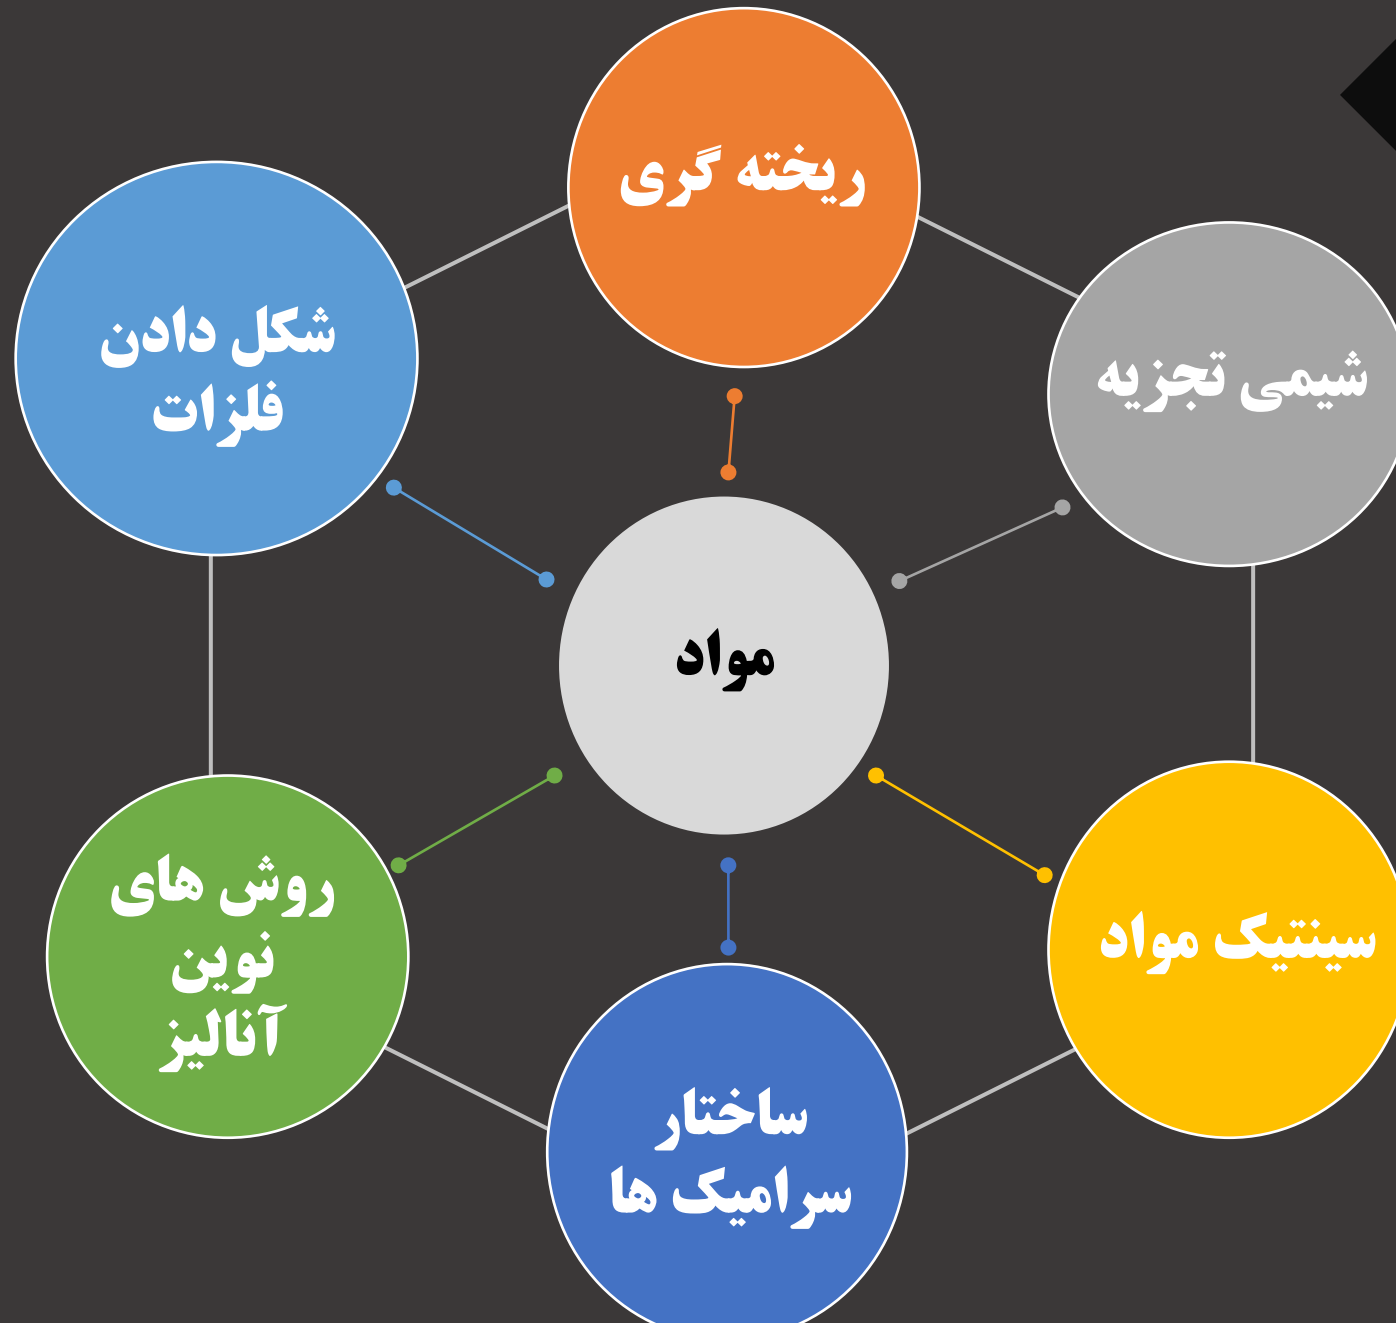 ریخته گری
شکل دادن
فلزات
شیمی تجزیه
مواد
روش های
نوین
آنالیز
سینتیک مواد
ساختار
سرامیک ها